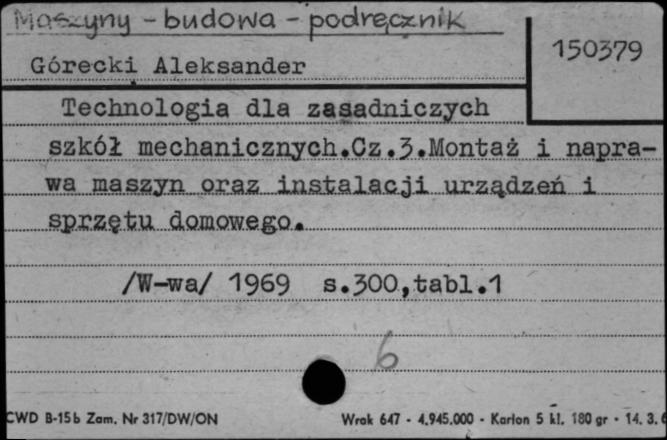 Maszyny - budowa - podręcznik
150379
Górecki Aleksander
Technologia dla zasadniczych
szkół mechanicznych.Cz.3.Montaż i napra-
wa maszyn oraz instalacji urządzeń i
sprzętu domowego.
/W-wa/ 1969 s.300,tabl.1
6
CWD B-15b Zam. Nr 317/DW/ON
Wrak 647 - 4.945.000 - Karton 5 kl. 180 gr - 14. 3.